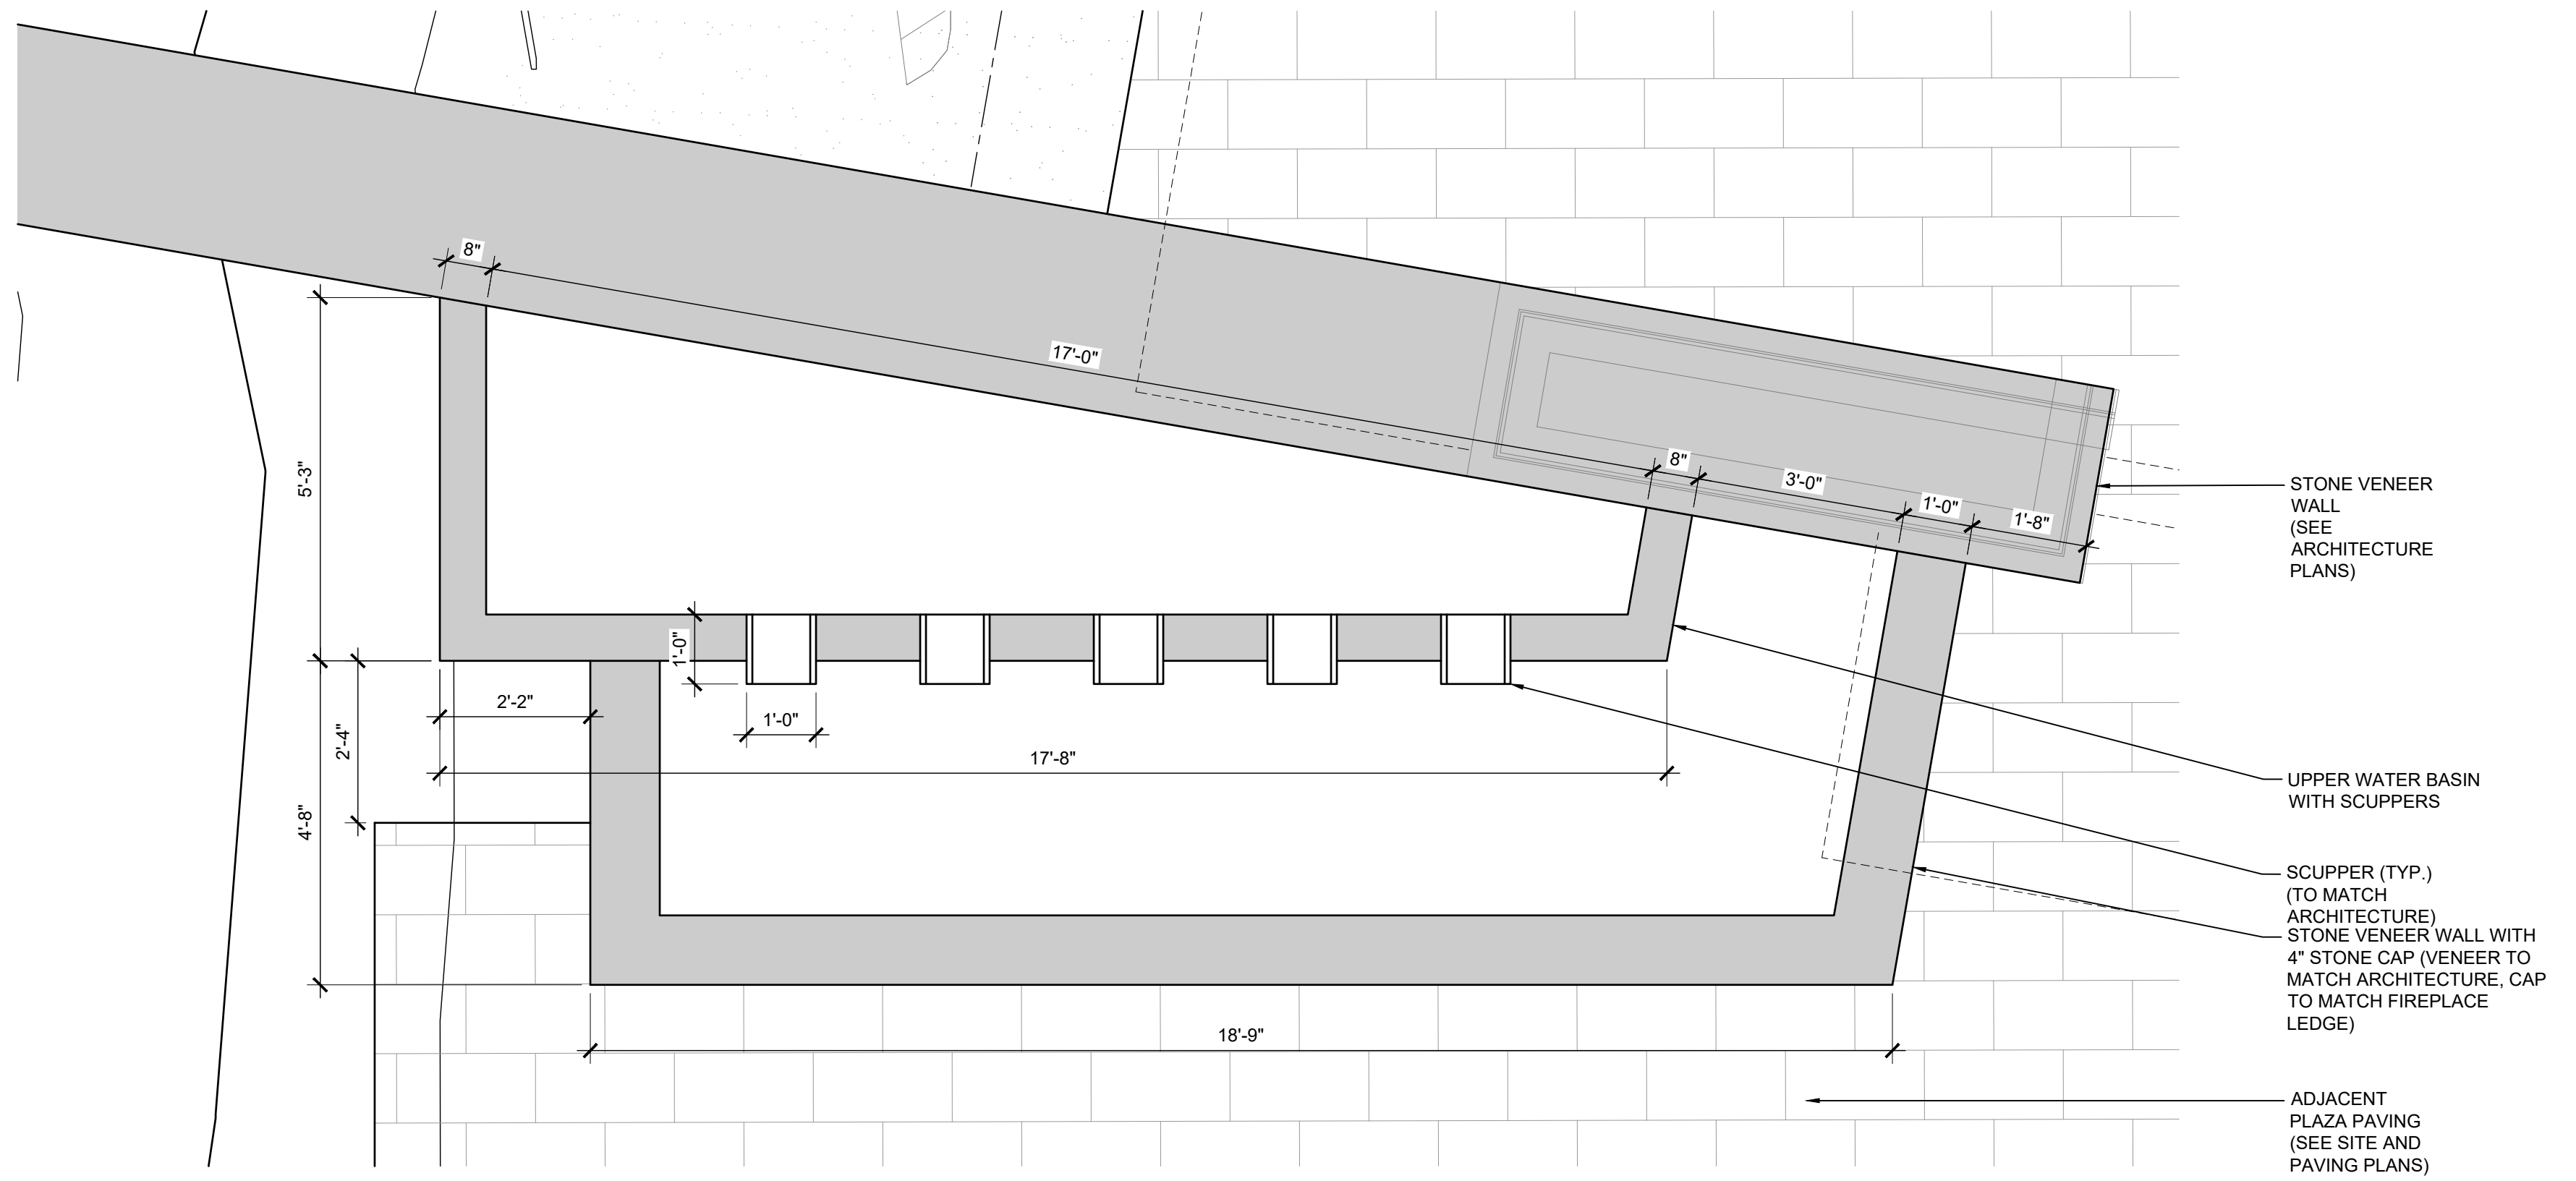 8"
17'-0"
8"
3'-0"
1'-0"
1'-8"
5'-3"
STONE VENEER
WALL
(SEE
ARCHITECTURE
PLANS)
1'-0"
2'-2"
1'-0"
2'-4"
17'-8"
4'-8"
UPPER WATER BASIN
WITH SCUPPERS
SCUPPER (TYP.)
(TO MATCH
ARCHITECTURE)
STONE VENEER WALL WITH
4" STONE CAP (VENEER TO
MATCH ARCHITECTURE, CAP
TO MATCH FIREPLACE
LEDGE)
18'-9"
ADJACENT
PLAZA PAVING
(SEE SITE AND
PAVING PLANS)